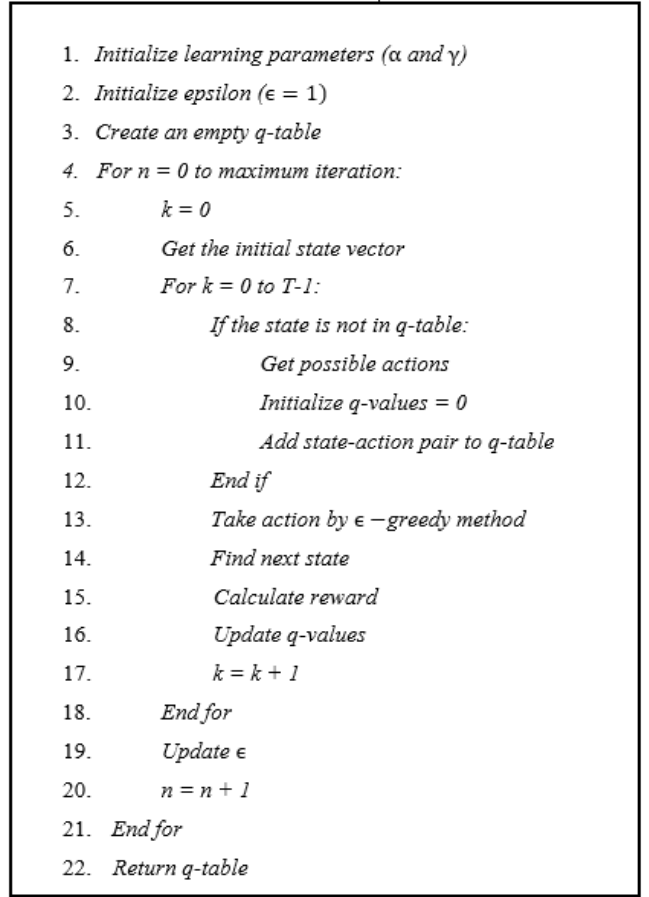 1. Initialize learning parameters (α and γ)
2. Initialize epsilon (ϵ = 1)
3. Create an empty q-table
4. For n = 0 to maximum iteration:
5. k = 0
6. Get the initial state vector
7. For k = 0 to T-1:
8. If the state is not in q-table:
9. Get possible actions
10. Initialize q-values = 0
11. Add state-action pair to q-table
12. End if
13. Take action by ϵ −greedy method
14. Find next state
15. Calculate reward
16. Update q-values
17. k = k + 1
18. End for
19. Update ϵ
20. n = n + 1
21. End for
22. Return q-table